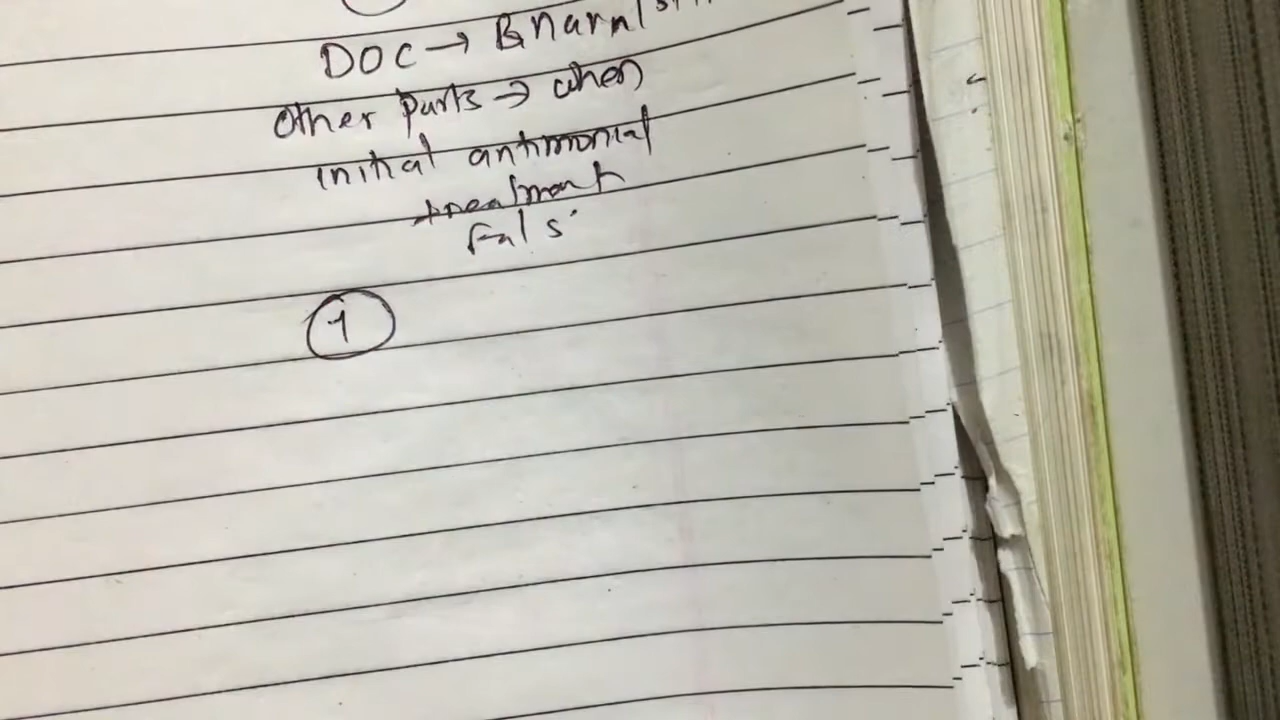 DOC →
Other Parts → when
initial antimonial
treatment
fails
1